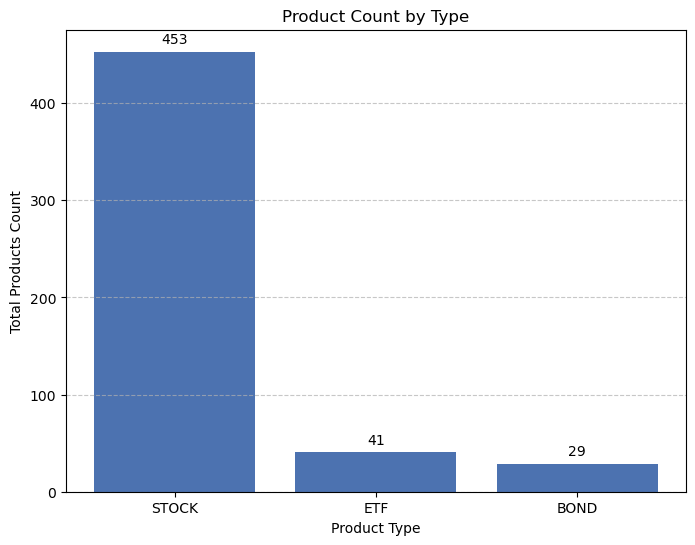 Product Count by Type
453
400
300
200
100
0
41
29
STOCK
ETF
BOND
Total Products Count
Product Type